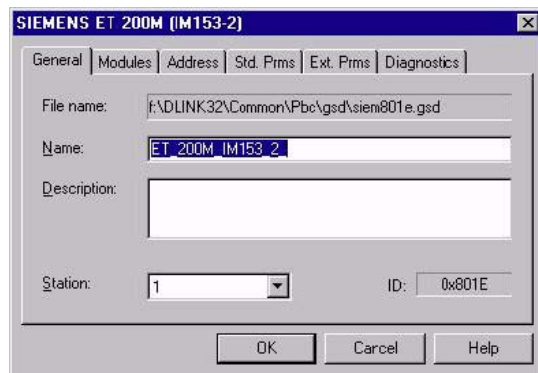 SIEMENS ET 200M (IM153-2)
General Modules Address Std. Prms Ext. Prms Diagnostics
File name: f:\DLINK32\Common\Pbc\gsd\siem801e.gsd
Name: ET_200M_IM153_2_
Description:
Station: 1 ID: 0x801E
OK Carcel Help